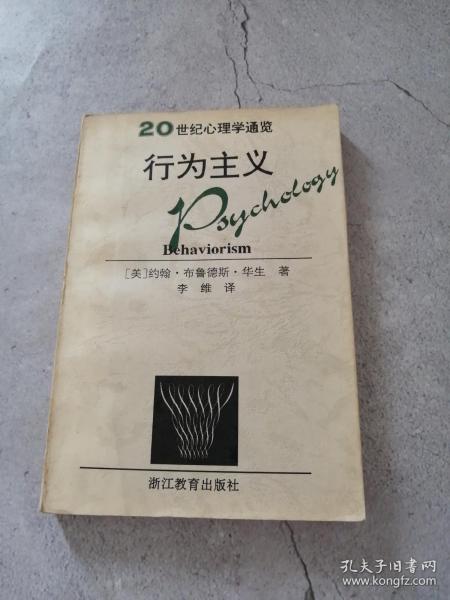 20世纪心理学通览
行为主义
Psychology
Behaviorism
[美]约翰·布鲁德斯·华生 著
李维 译
浙江教育出版社
孔夫子旧书网
www.kongfz.com